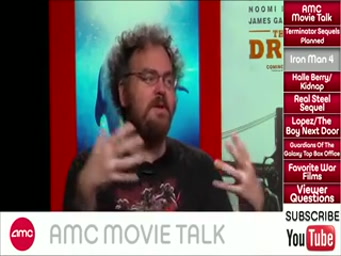 NOOMI
JAMES GA
TH
DR
COMING
AMC
Movie Talk
Terminator Sequels
Planned
Iron Man 4
Halle Berry/
Kidnap
Real Steel
Sequel
Lopez/The
Boy Next Door
Guardians Of The
Galaxy Top Box Office
Favorite War
Films
Viewer
Questions
amc
AMC MOVIE TALK
SUBSCRIBE
YouTube